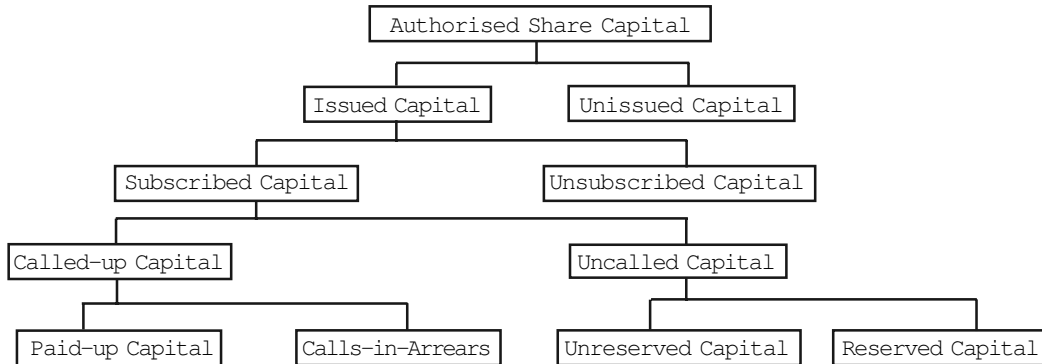 Authorised Share Capital
Issued Capital
Unissued Capital
Subscribed Capital
Unsubscribed Capital
Called-up Capital
Uncalled Capital
Paid-up Capital
Calls-in-Arrears
Unreserved Capital
Reserved Capital